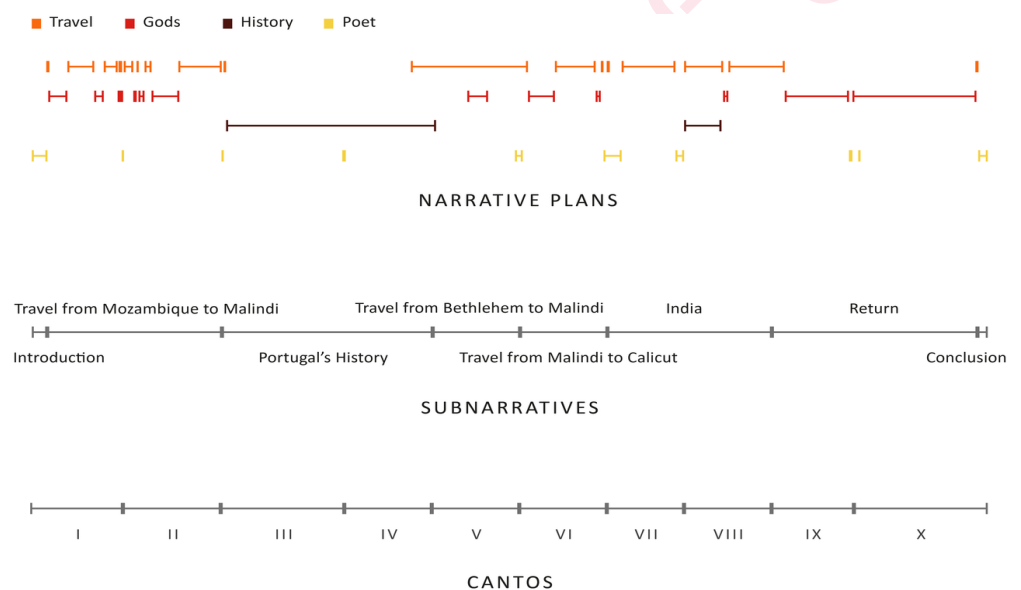 Travel Gods History Poet
NARRATIVE PLANS
Travel from Mozambique to Malindi Travel from Bethlehem to Malindi India Return
Introduction Portugal's History Travel from Malindi to Calicut Conclusion
SUBNARRATIVES
I II III IV V VI VII VIII IX X
CANTOS